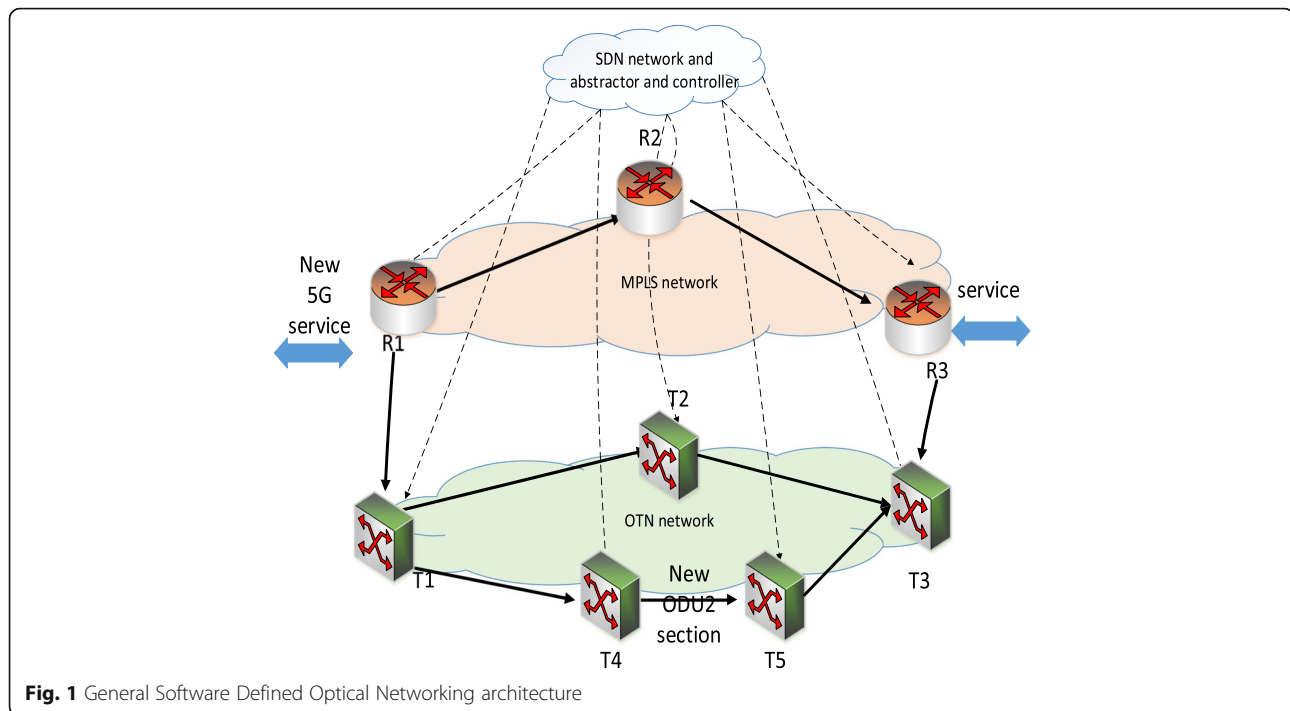 SDN network and
abstractor and controller
R2
New
5G
service
MPLS network
service
R1
R3
T2
OTN network
T1
New
ODU2
section
T3
T4
T5
Fig. 1 General Software Defined Optical Networking architecture